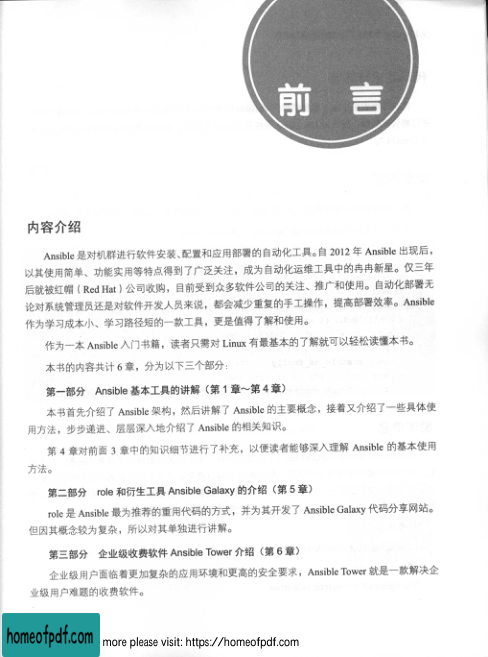 前 言
内容介绍
Ansible 是对机群进行软件安装、配置和应用部署的自动化工具。自 2012 年 Ansible 出现后，
以其使用简单、功能实用等特点得到了广泛关注，成为自动化运维工具中的冉冉新星。仅三年
后就被红帽（Red Hat）公司收购，目前受到众多软件公司的关注、推广和使用。自动化部署无
论对系统管理员还是对软件开发人员来说，都会减少重复的手工操作，提高部署效率。Ansible
作为学习成本小、学习路径短的一款工具，更是值得了解和使用。
作为一本 Ansible 入门书籍，读者只需对 Linux 有最基本的了解就可以轻松读懂本书。
本书的内容共计 6 章，分为以下三个部分：
第一部分 Ansible 基本工具的讲解（第 1 章～第 4 章）
本书首先介绍了 Ansible 架构，然后讲解了 Ansible 的主要概念，接着又介绍了一些具体使
用方法，步步递进、层层深入地介绍了 Ansible 的相关知识。
第 4 章对前面 3 章中的知识细节进行了补充，以便读者能够深入理解 Ansible 的基本使用
方法。
第二部分 role 和衍生工具 Ansible Galaxy 的介绍（第 5 章）
role 是 Ansible 最为推荐的重用代码的方式，并为其开发了 Ansible Galaxy 代码分享网站。
但因其概念较为复杂，所以对其单独进行讲解。
第三部分 企业级收费软件 Ansible Tower 介绍（第 6 章）
企业级用户面临着更加复杂的应用环境和更高的安全要求，Ansible Tower 就是一款解决企
业级用户难题的收费软件。
homeofpdf.com more please visit: https://homeofpdf.com